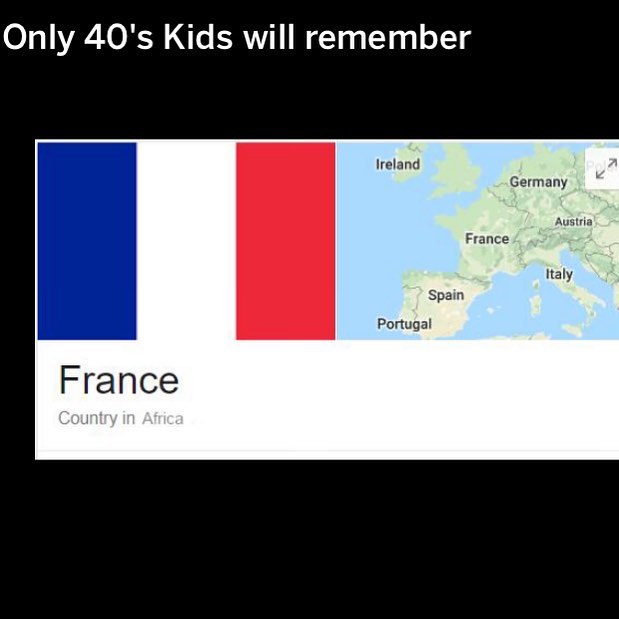 Only 40's Kids will remember
Ireland
Germany
Austria
France
Italy
Spain
Portugal
France
Country in Africa